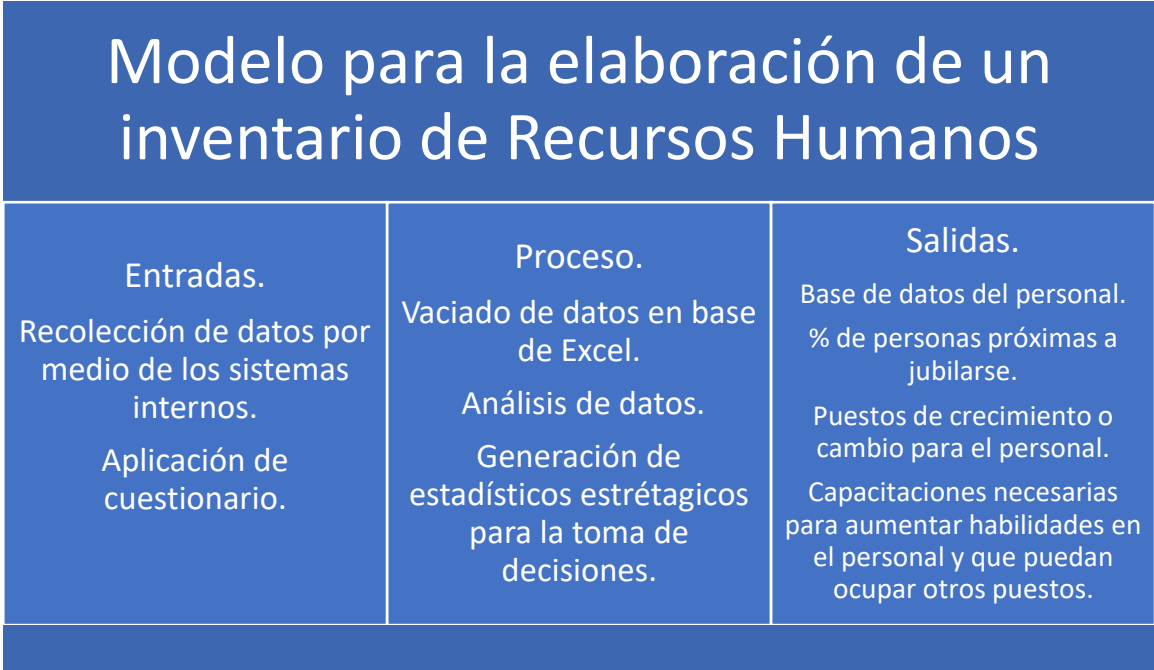 Modelo para la elaboración de un
inventario de Recursos Humanos
Entradas.
Recolección de datos por
medio de los sistemas
internos.
Aplicación de
cuestionario.
Proceso.
Vaciado de datos en base
de Excel.
Análisis de datos.
Generación de
estadísticos estrétagicos
para la toma de
decisiones.
Salidas.
Base de datos del personal.
% de personas próximas a
jubilarse.
Puestos de crecimiento o
cambio para el personal.
Capacitaciones necesarias
para aumentar habilidades en
el personal y que puedan
ocupar otros puestos.